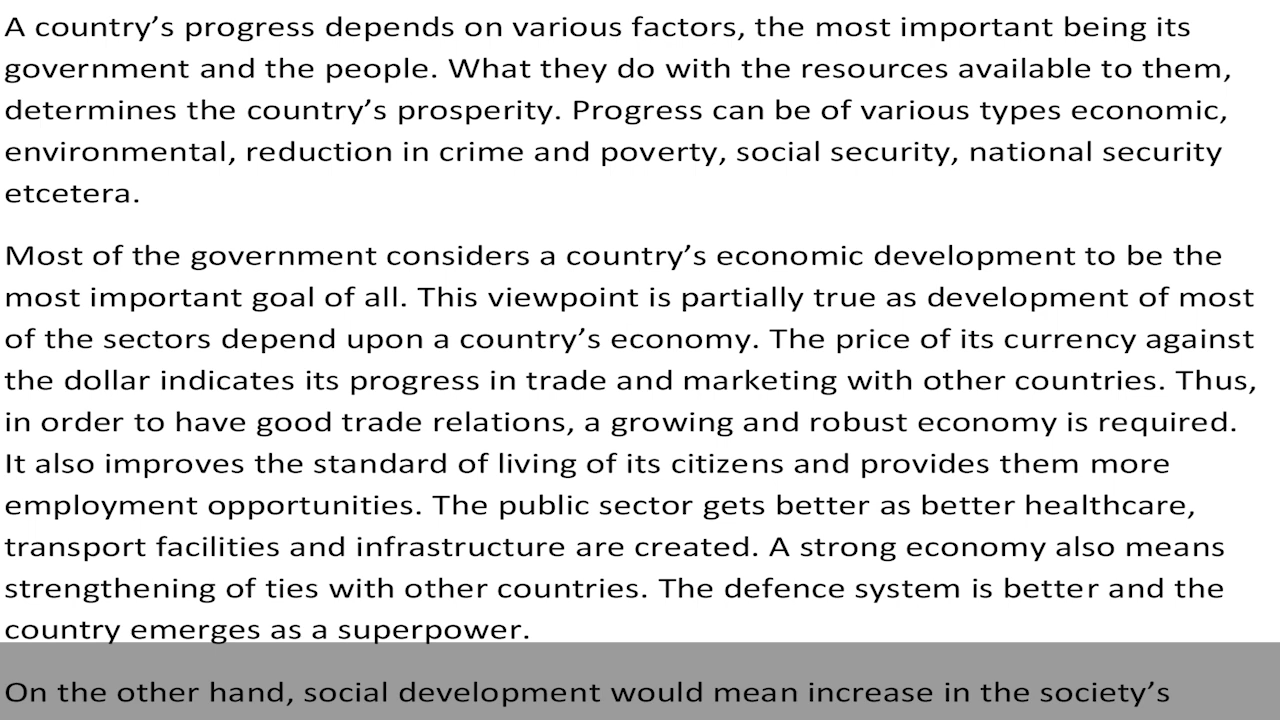 A country’s progress depends on various factors, the most important being its
government and the people. What they do with the resources available to them,
determines the country’s prosperity. Progress can be of various types economic,
environmental, reduction in crime and poverty, social security, national security
etcetera.
Most of the government considers a country’s economic development to be the
most important goal of all. This viewpoint is partially true as development of most
of the sectors depend upon a country’s economy. The price of its currency against
the dollar indicates its progress in trade and marketing with other countries. Thus,
in order to have good trade relations, a growing and robust economy is required.
It also improves the standard of living of its citizens and provides them more
employment opportunities. The public sector gets better as better healthcare,
transport facilities and infrastructure are created. A strong economy also means
strengthening of ties with other countries. The defence system is better and the
country emerges as a superpower.
On the other hand, social development would mean increase in the society’s